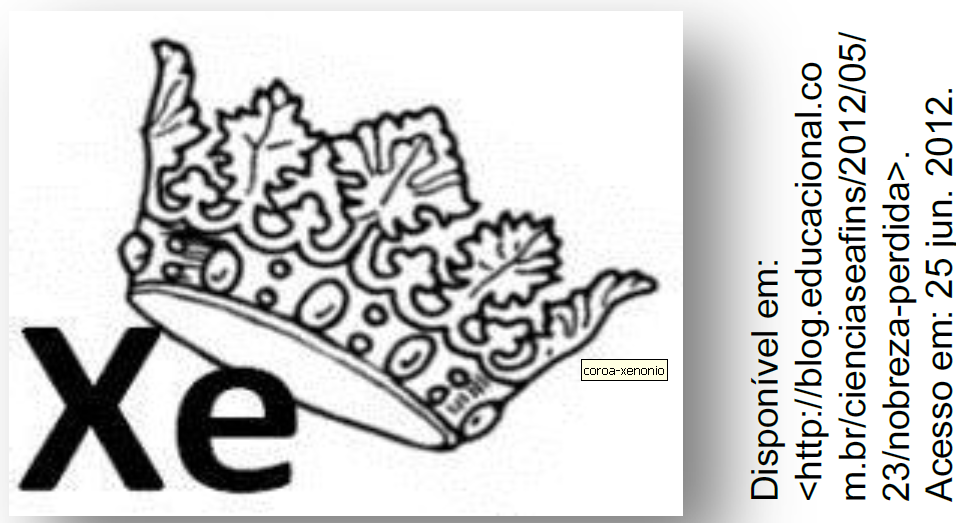 Xe
coroa-xenonio
Disponível em:
<http://blog.educacional.co
m.br/cienciaseafins/2012/05/
23/nobreza-perdida>.
Acesso em: 25 jun. 2012.